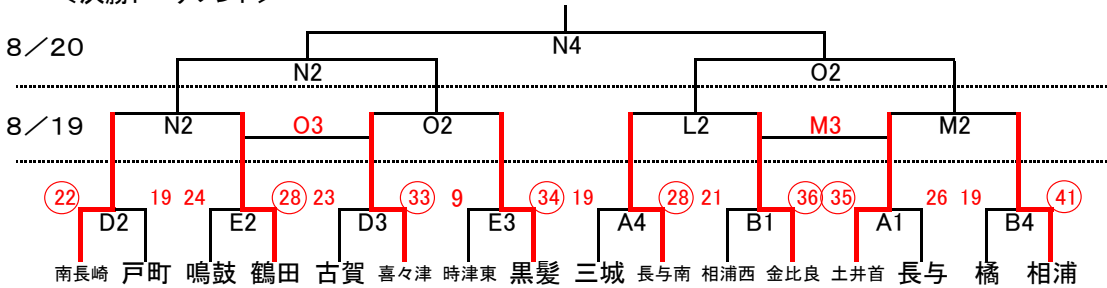 8／20
N4
N2
O2
8／19
N2
O3
O2
L2
M3
M2
22 19 24 28 23 33 9 34 19 28 21 36 35 26 19 41
D2 E2 D3 E3 A4 B1 A1 B4
南長崎 戸町 鳴鼓 鶴田 古賀 喜々津 時津東 黒髪 三城 長与南 相浦西 金比良 土井首 長与 橘 相浦